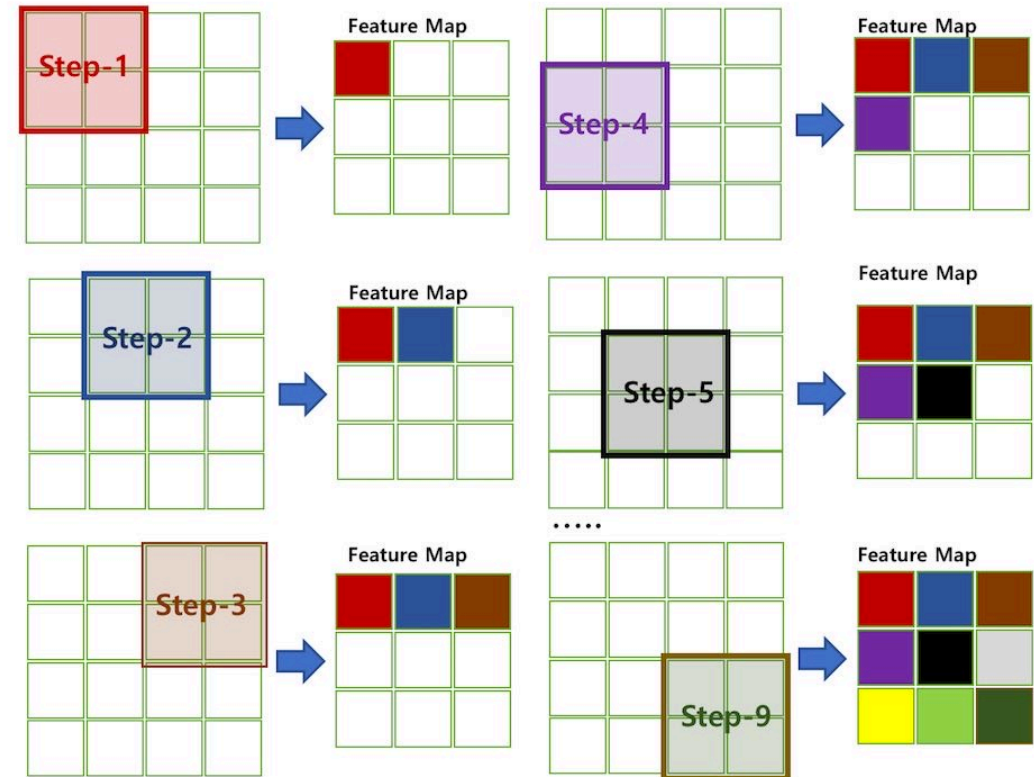 Feature Map
Step-1
Feature Map
Step-4
Feature Map
Step-2
Feature Map
Step-5
.....
Feature Map
Step-3
Feature Map
Step-9